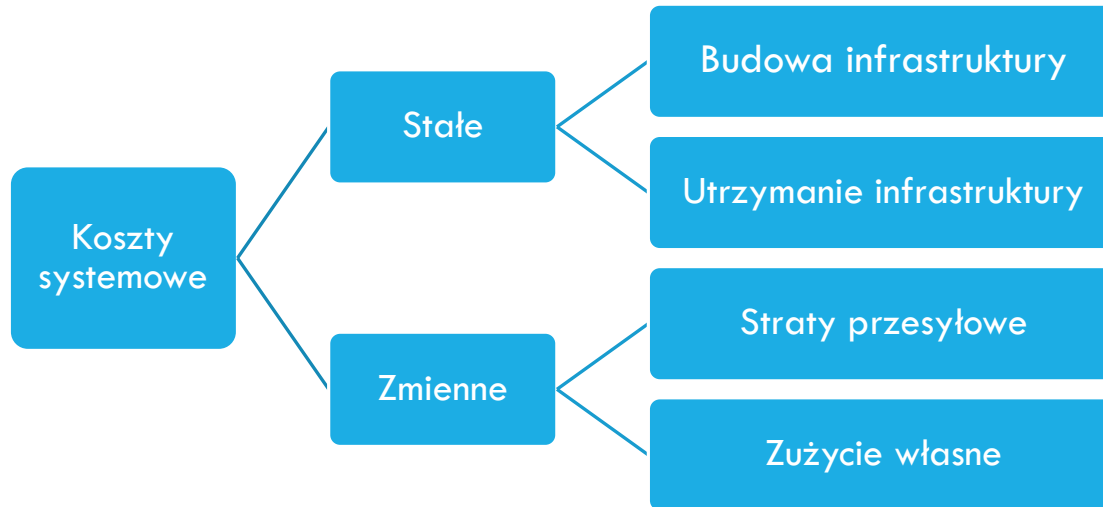 Koszty
systemowe
Stałe
Budowa infrastruktury
Utrzymanie infrastruktury
Zmienne
Straty przesyłowe
Zużycie własne